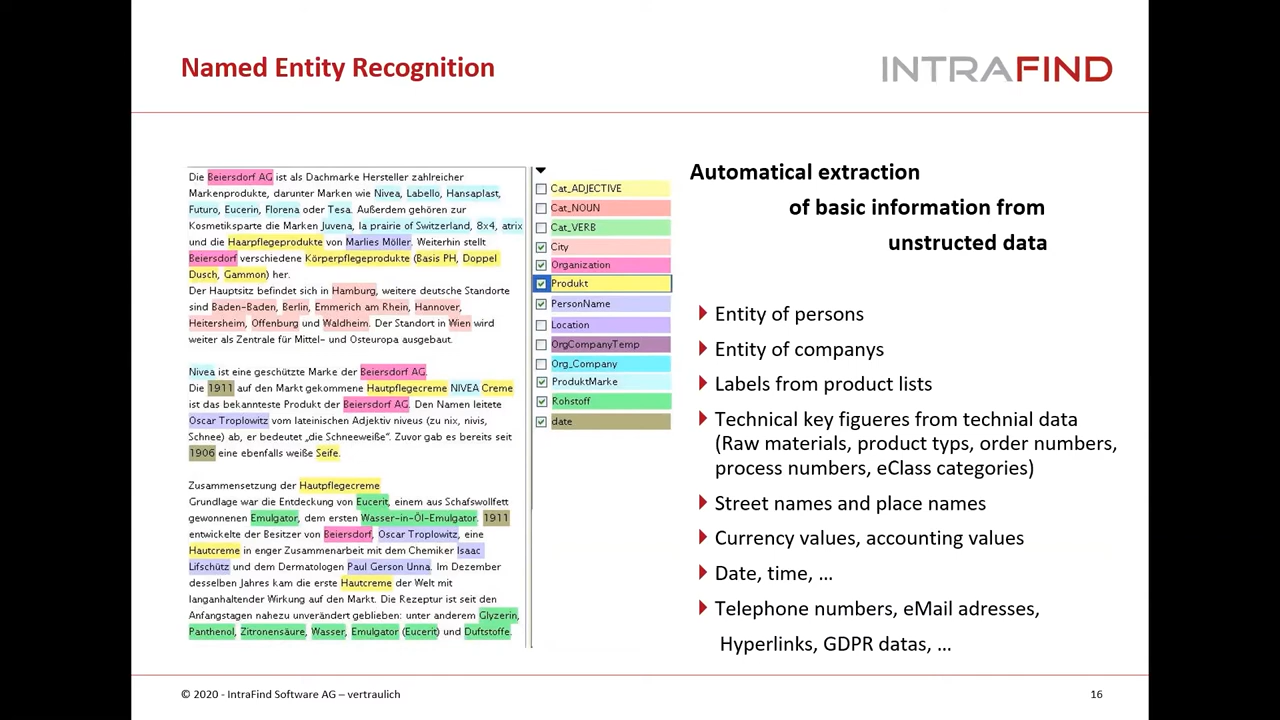 Named Entity Recognition
INTRAFIND
Die Beiersdorf AG ist als Dachmarke Hersteller zahlreicher
Markenprodukte, darunter Marken wie Nivea, Labello, Hansaplast,
Futuro, Eucerin, Florena oder Tesa. Außerdem gehören zur
Kosmetiksparte die Marken Juvena, la prairie of Switzerland, 8x4, atrix
und die Haarpflegeprodukte von Marlies Möller. Weiterhin stellt
Beiersdorf verschiedene Körperpflegeprodukte (Basis PH, Doppel
Dusch, Gammon) her.
Der Hauptsitz befindet sich in Hamburg, weitere deutsche Standorte
sind Baden-Baden, Berlin, Emmerich am Rhein, Hannover,
Heitersheim, Offenburg und Waldheim. Der Standort in Wien wird
weiter als Zentrale für Mittel- und Osteuropa ausgebaut.
Nivea ist eine geschützte Marke der Beiersdorf AG.
Die 1911 auf den Markt gekommene Hautpflegecreme NIVEA Creme
ist das bekannteste Produkt der Beiersdorf AG. Den Namen leitete
Oscar Troplowitz vom lateinischen Adjektiv niveus (zu nix, nivis,
Schnee) ab, er bedeutet „die Schneeweiße“. Zuvor gab es bereits seit
1906 eine ebenfalls weiße Seife.
Zusammensetzung der Hautpflegecreme
Grundlage war die Entdeckung von Eucerit, einem aus Schafswollfett
gewonnenen Emulgator, dem ersten Wasser-in-Öl-Emulgator. 1911
entwickelte der Besitzer von Beiersdorf, Oscar Troplowitz, eine
Hautcreme in enger Zusammenarbeit mit dem Chemiker Isaac
Lifschütz und dem Dermatologen Paul Gerson Unna. Im Dezember
desselben Jahres kam die erste Hautcreme der Welt mit
langanhaltender Wirkung auf den Markt. Die Rezeptur ist seit den
Anfangstagen nahezu unverändert geblieben: unter anderem Glyzerin,
Panthenol, Zitronensäure, Wasser, Emulgator (Eucerit) und Duftstoffe.
Cat_ADJECTIVE
Cat_NOUN
Cat_VERB
City
Organization
Produkt
PersonName
Location
OrgCompanyTemp
Org_Company
ProduktMarke
Rohstoff
date
Automatical extraction
of basic information from
unstructured data
Entity of persons
Entity of companys
Labels from product lists
Technical key figueres from technial data
(Raw materials, product typs, order numbers,
process numbers, eClass categories)
Street names and place names
Currency values, accounting values
Date, time, …
Telephone numbers, eMail adresses,
Hyperlinks, GDPR datas, …
© 2020 - IntraFind Software AG – vertraulich
16